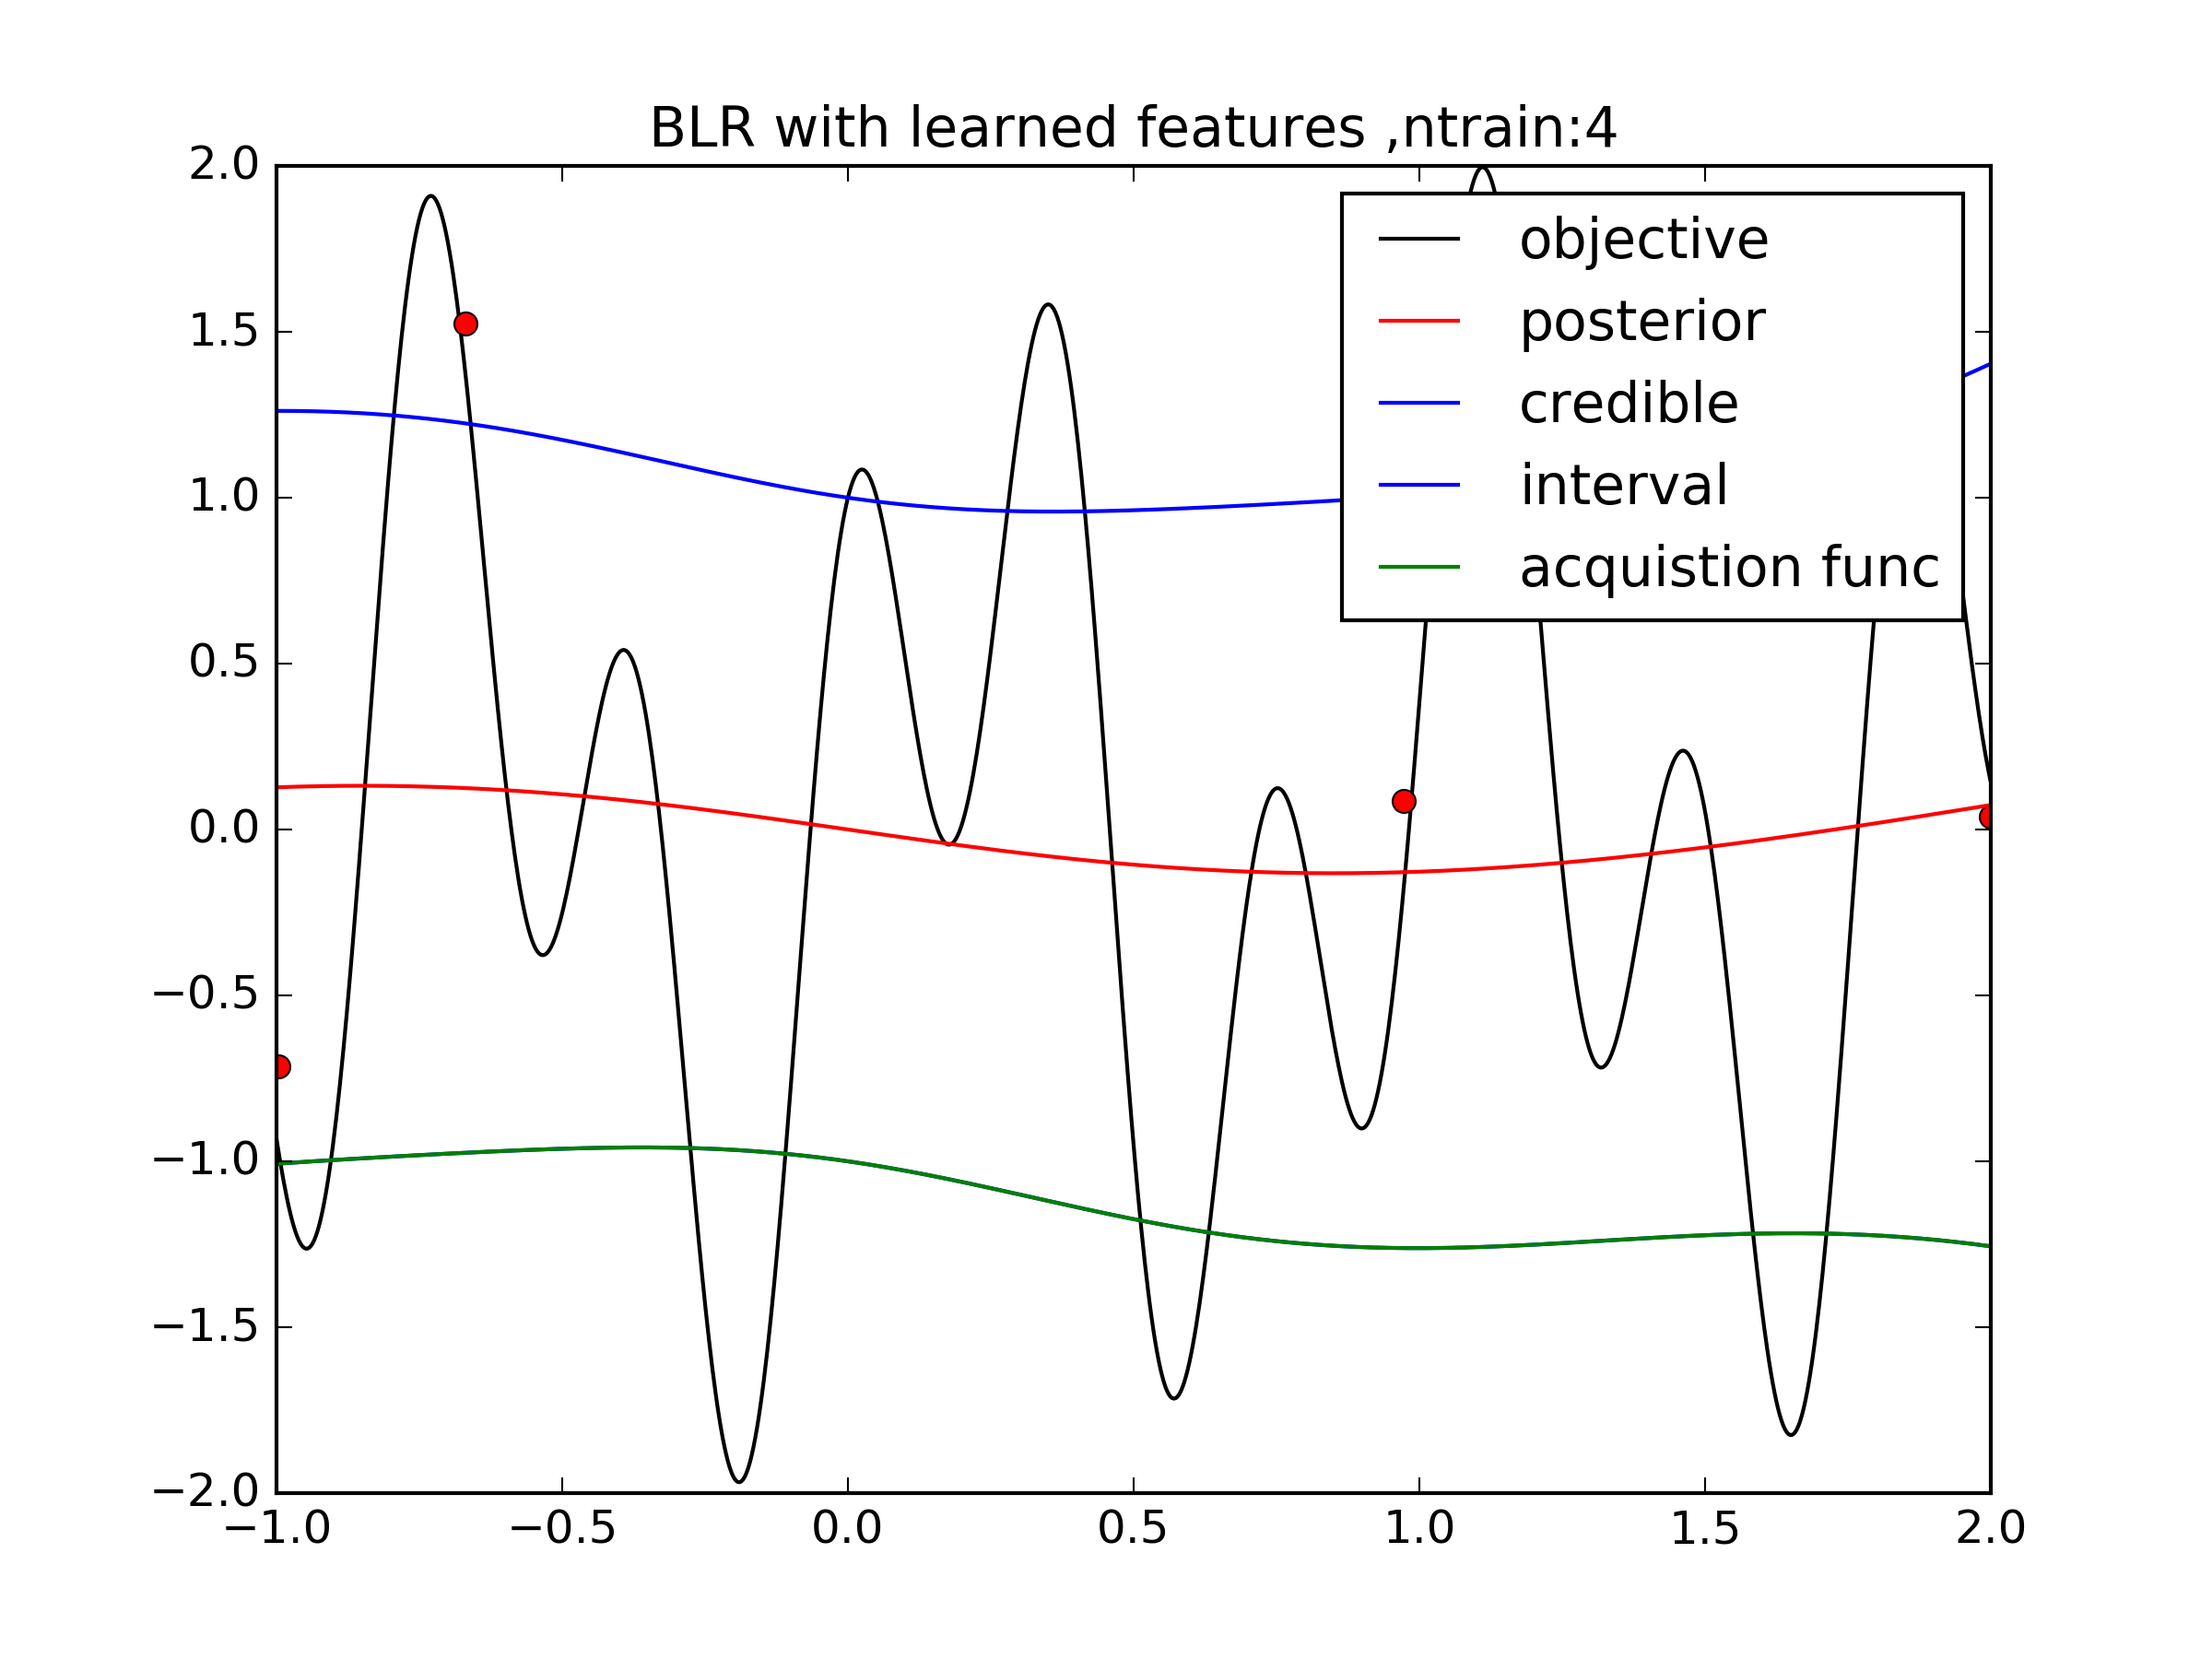 BLR with learned features ,ntrain:4
2.0
1.5
1.0
0.5
0.0
−0.5
−1.0
−1.5
−2.0
objective
posterior
credible
interval
acquistion func
−1.0 −0.5 0.0 0.5 1.0 1.5 2.0